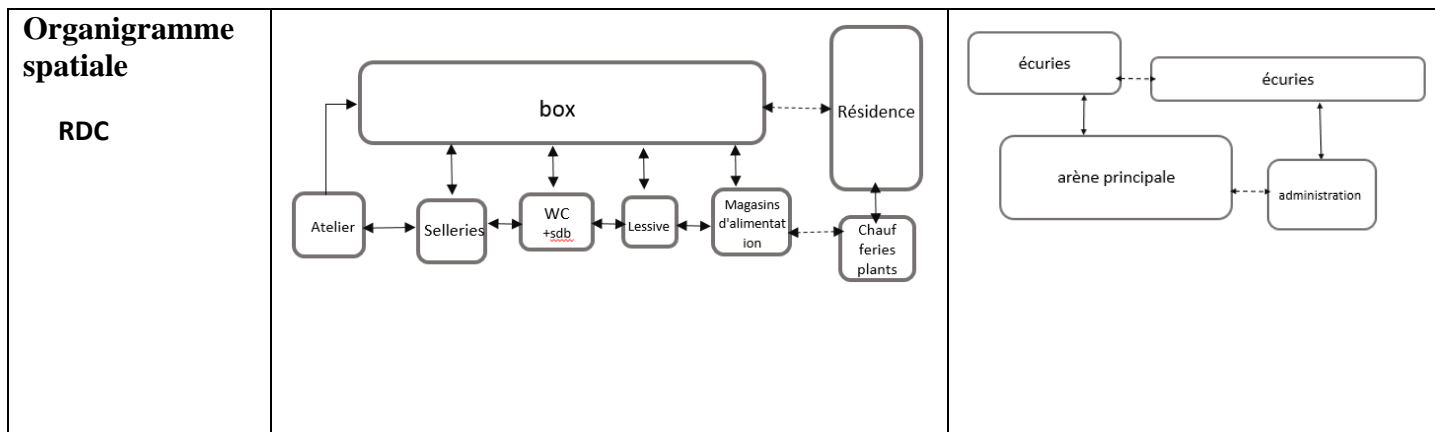 Organigramme
spatiale
RDC
box
Résidence
Atelier
Selleries
WC
+sdb
Lessive
Magasins
d'alimentat
ion
Chauf
feries
plants
écuries
écuries
arène principale
administration